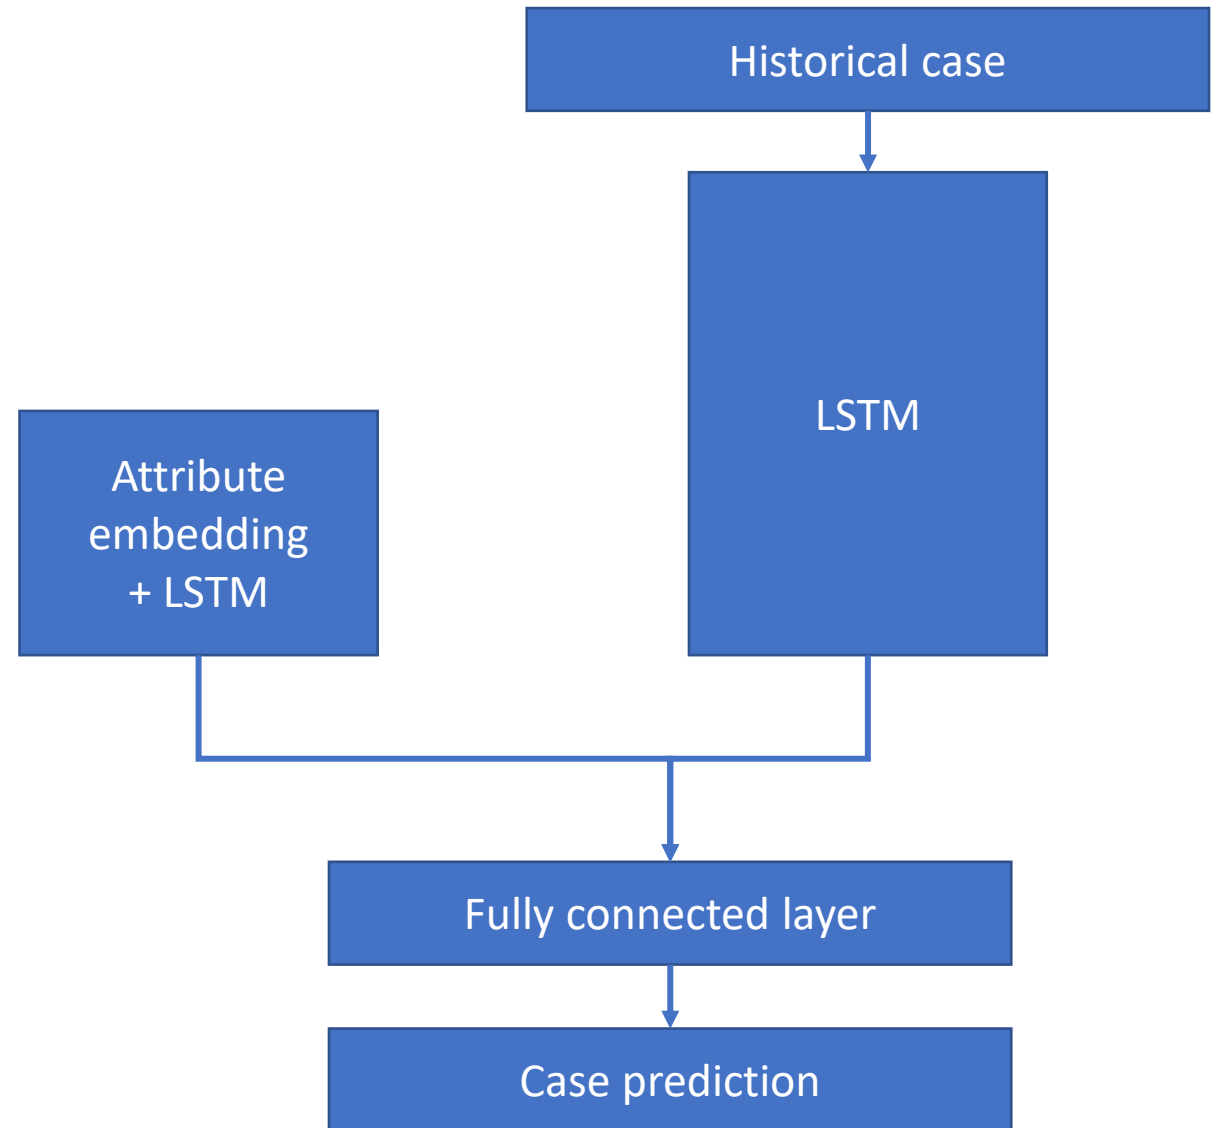 Historical case
LSTM
Attribute
embedding
+ LSTM
Fully connected layer
Case prediction